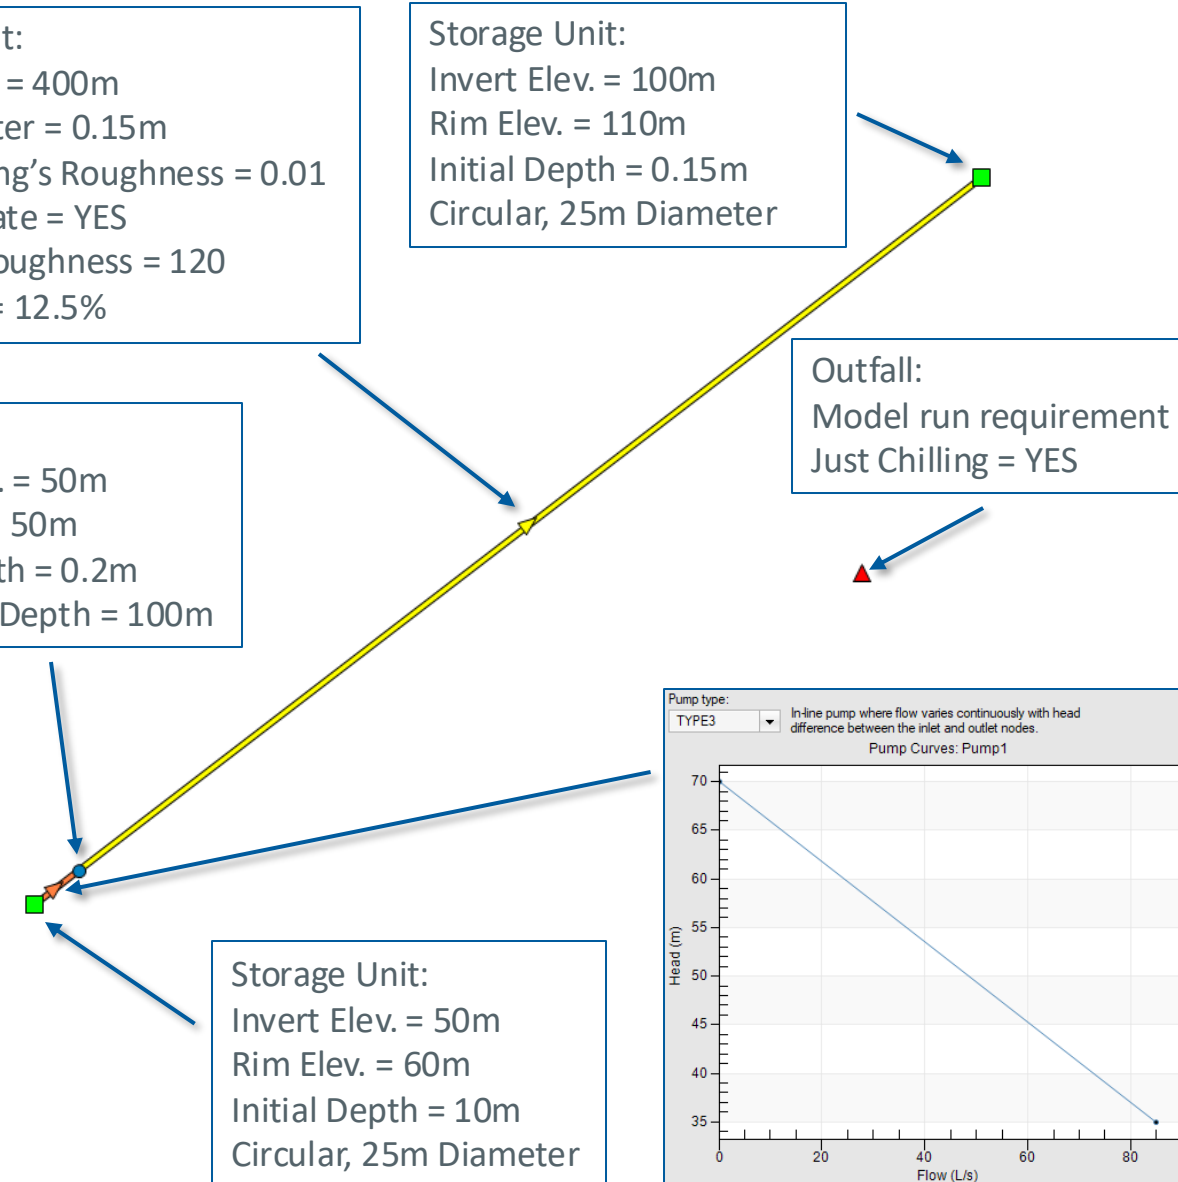 t:
= 400m
ter = 0.15m
ng's Roughness = 0.01
ate = YES
oughness = 120
= 12.5%
Storage Unit:
Invert Elev. = 100m
Rim Elev. = 110m
Initial Depth = 0.15m
Circular, 25m Diameter
Outfall:
Model run requirement
Just Chilling = YES
. = 50m
50m
th = 0.2m
Depth = 100m
Storage Unit:
Invert Elev. = 50m
Rim Elev. = 60m
Initial Depth = 10m
Circular, 25m Diameter
Pump type:
TYPE3
In-line pump where flow varies continuously with head
difference between the inlet and outlet nodes.
Pump Curves: Pump1
70
65
60
55
50
45
40
35
Head (m)
0 20 40 60 80
Flow (L/s)